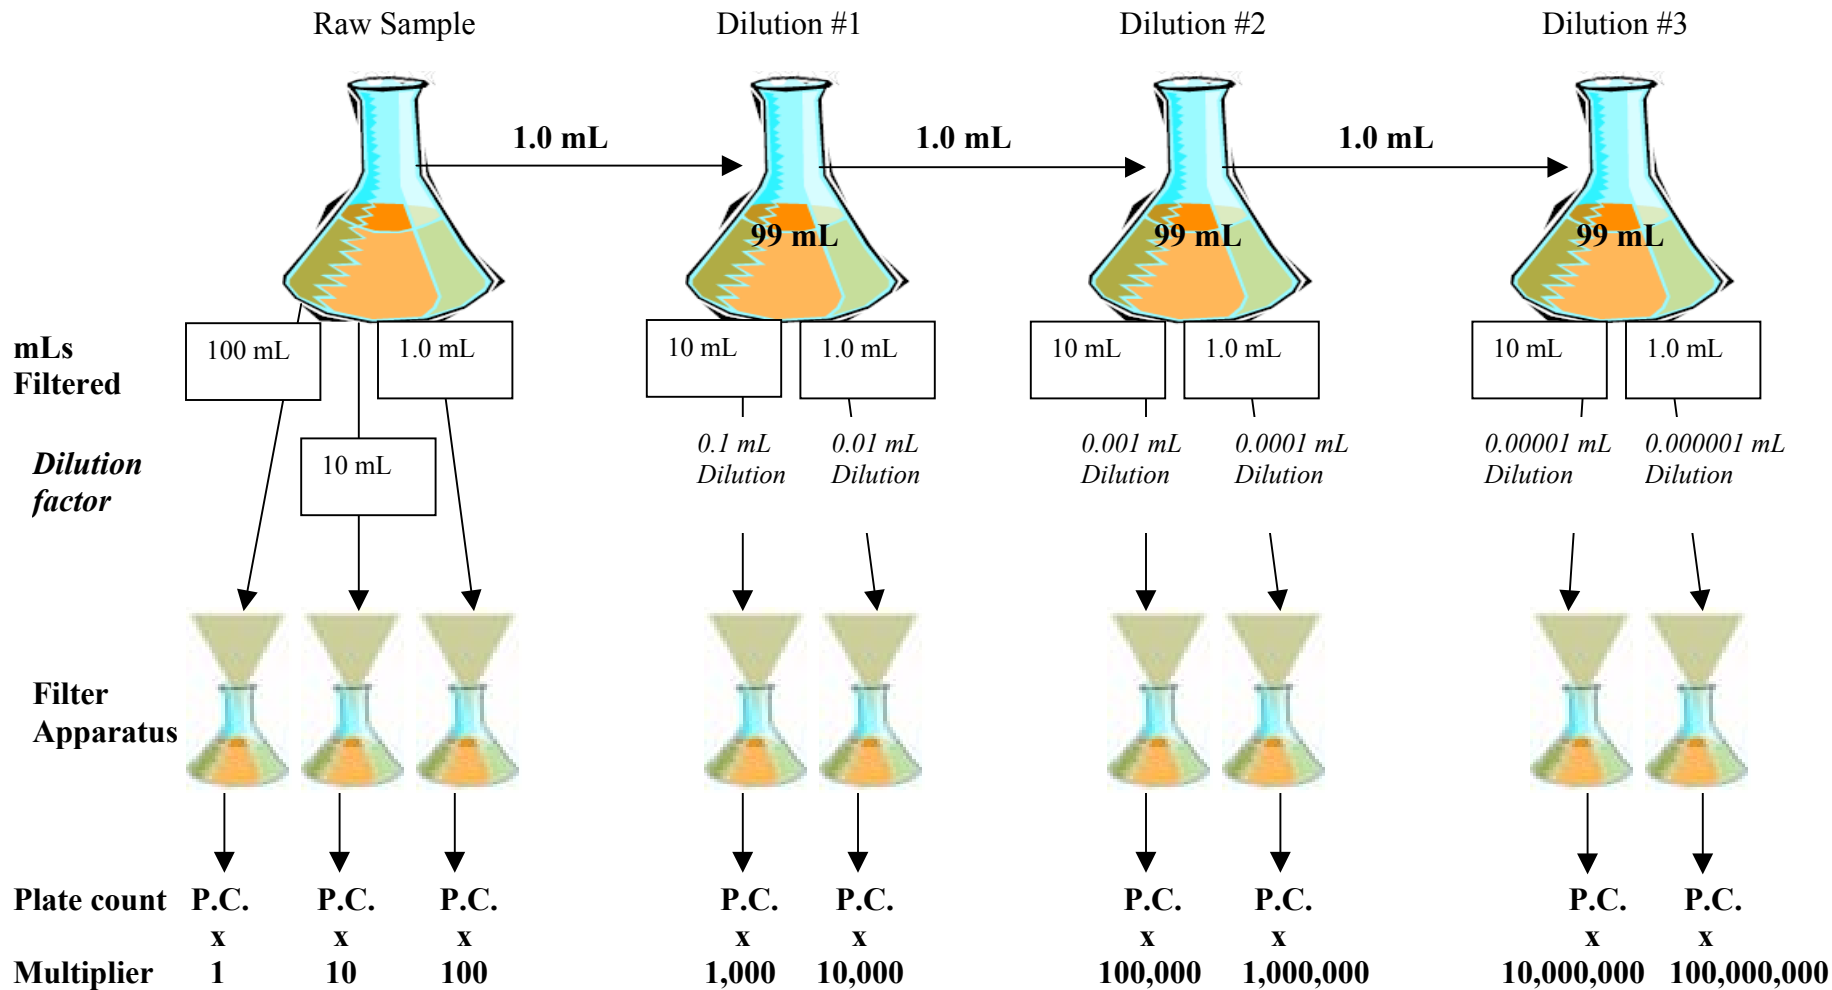 Raw Sample Dilution #1 Dilution #2 Dilution #3
1.0 mL 1.0 mL 1.0 mL
99 mL 99 mL 99 mL
mLs
Filtered
100 mL 1.0 mL 10 mL 1.0 mL 10 mL 1.0 mL 10 mL 1.0 mL
Dilution
factor
10 mL
0.1 mL 0.01 mL 0.001 mL 0.0001 mL 0.00001 mL 0.000001 mL
Dilution Dilution Dilution Dilution Dilution Dilution
Filter
Apparatus
Plate count P.C. P.C. P.C. P.C. P.C. P.C. P.C. P.C. P.C.
x x x x x x x x x
Multiplier 1 10 100 1,000 10,000 100,000 1,000,000 10,000,000 100,000,000